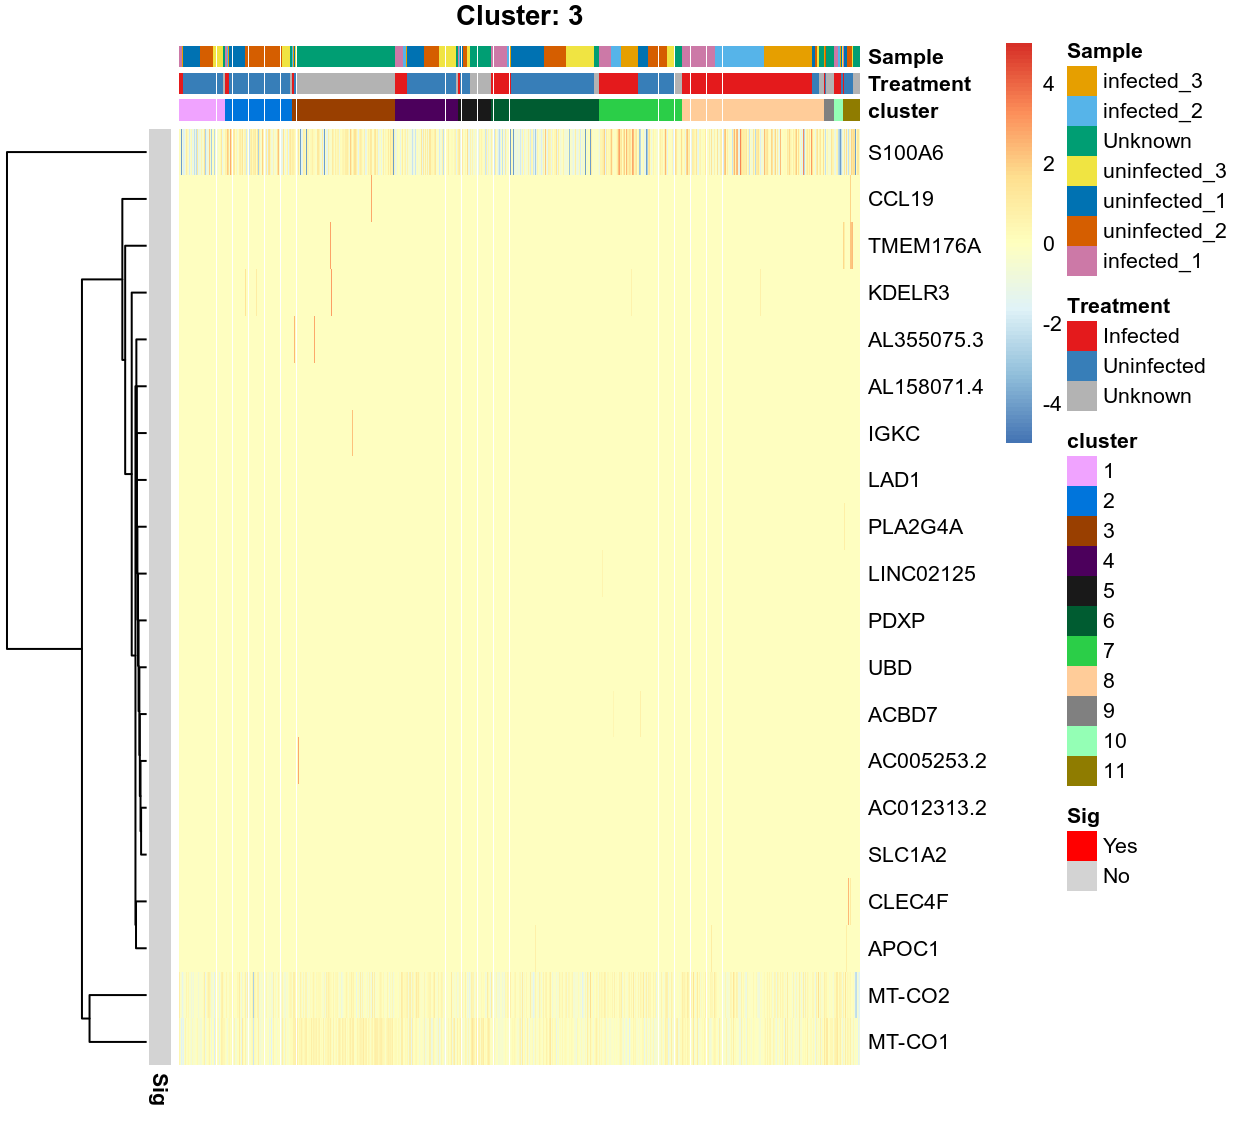 Cluster: 3
Sample
Treatment
cluster
S100A6
CCL19
TMEM176A
KDELR3
AL355075.3
AL158071.4
IGKC
LAD1
PLA2G4A
LINC02125
PDXP
UBD
ACBD7
AC005253.2
AC012313.2
SLC1A2
CLEC4F
APOC1
MT-CO2
MT-CO1
Sig
4
2
0
-2
-4
Sample
infected_3
infected_2
Unknown
uninfected_3
uninfected_1
uninfected_2
infected_1
Treatment
Infected
Uninfected
Unknown
cluster
1
2
3
4
5
6
7
8
9
10
11
Sig
Yes
No